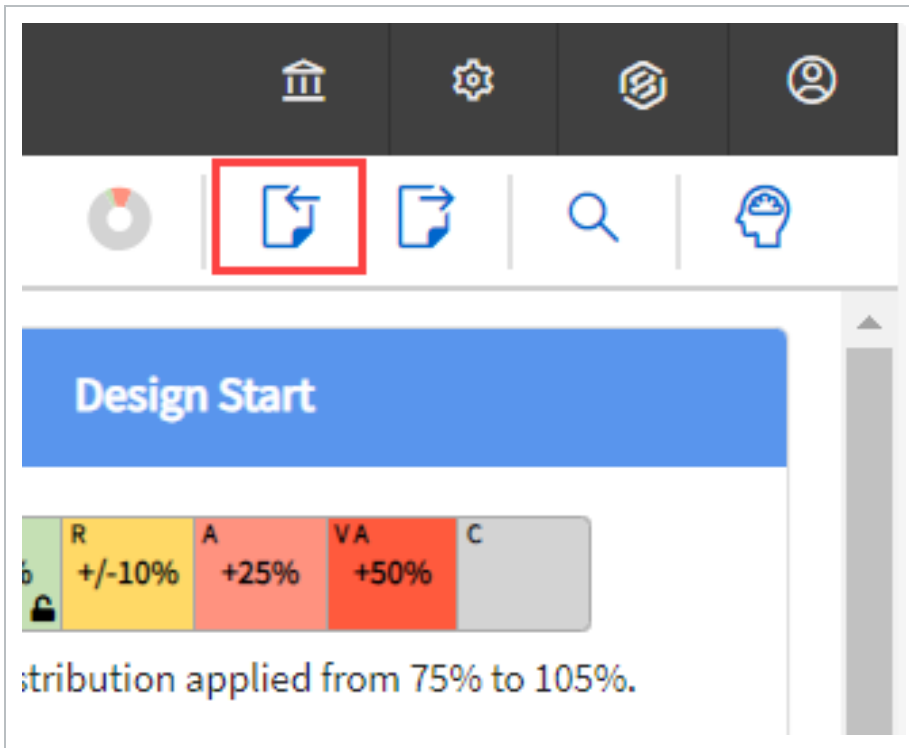 Design Start
R A VA C
% +/-10% +25% +50%
stribution applied from 75% to 105%.